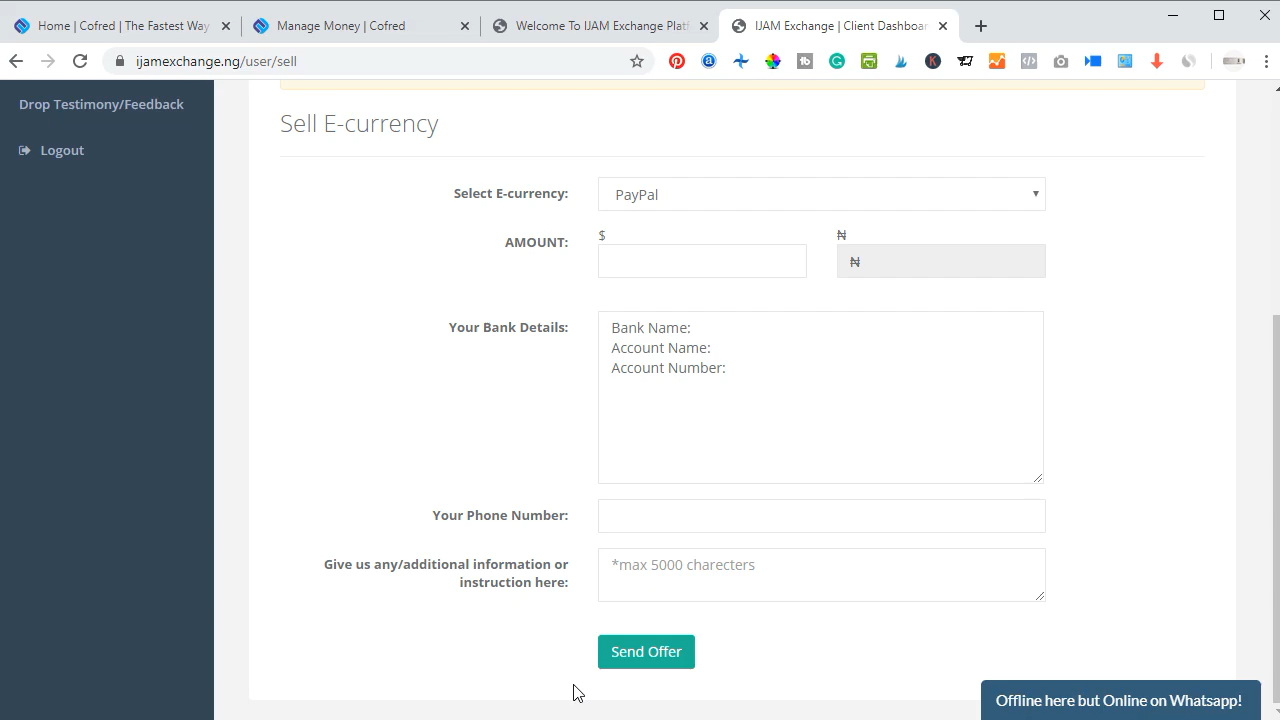 Home | Cofred | The Fastest Way
Manage Money | Cofred
Welcome To IJAM Exchange Platf
IJAM Exchange | Client Dashboar
ijamexchange.ng/user/sell
Drop Testimony/Feedback
Logout
Sell E-currency
Select E-currency:
PayPal
AMOUNT:
$
₦
₦
Your Bank Details:
Bank Name:
Account Name:
Account Number:
Your Phone Number:
Give us any/additional information or
instruction here:
*max 5000 charecters
Send Offer
Offline here but Online on Whatsapp!